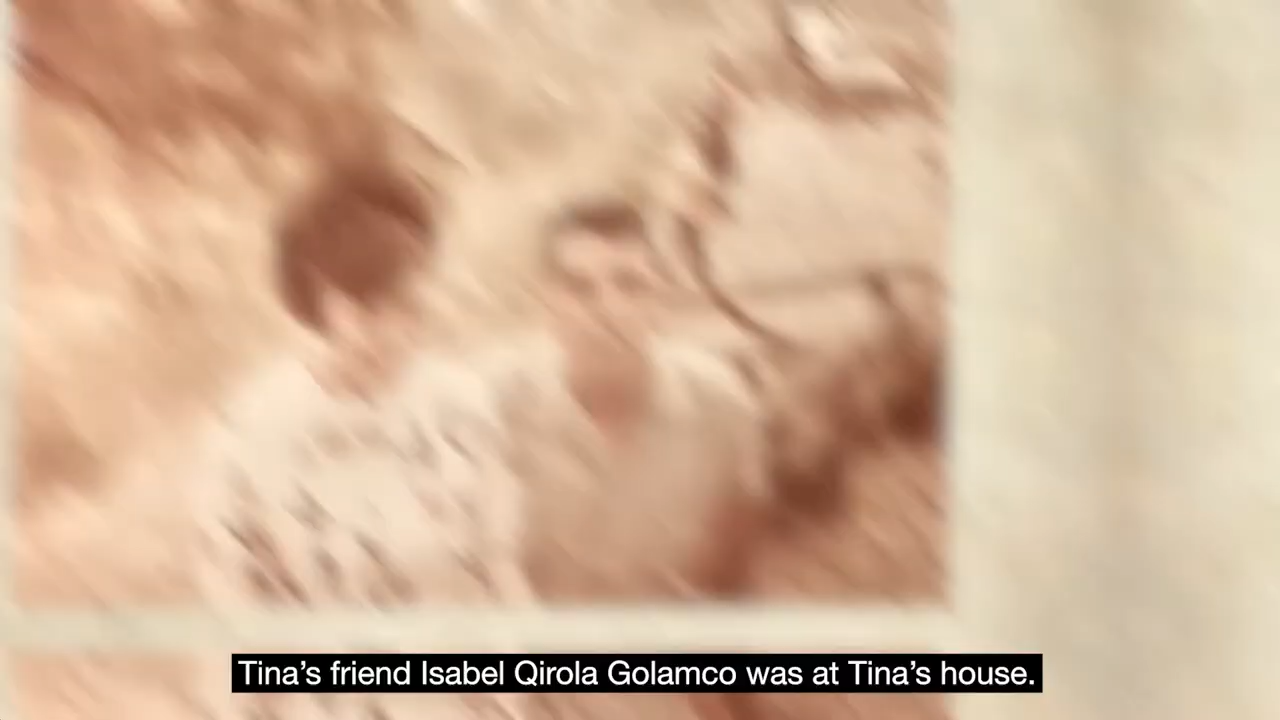 Tina’s friend Isabel Qirola Golamco was at Tina’s house.